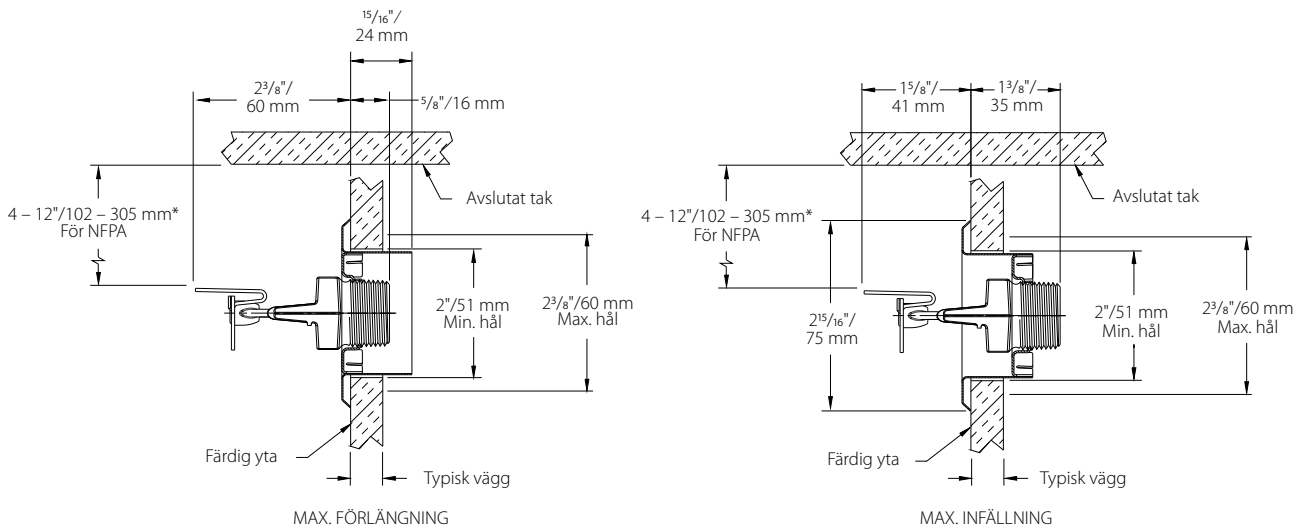 15/16"/
24 mm
2 3/8"/
60 mm
5/8"/16 mm
Avslutat tak
4 – 12"/102 – 305 mm*
För NFPA
2"/51 mm
Min. hål
2 3/8"/60 mm
Max. hål
Färdig yta
Typisk vägg
MAX. FÖRLÄNGNING
1 5/8"/
41 mm
1 3/8"/
35 mm
Avslutat tak
4 – 12"/102 – 305 mm*
För NFPA
2 15/16"/
75 mm
2"/51 mm
Min. hål
2 3/8"/60 mm
Max. hål
Färdig yta
Typisk vägg
MAX. INFÄLLNING